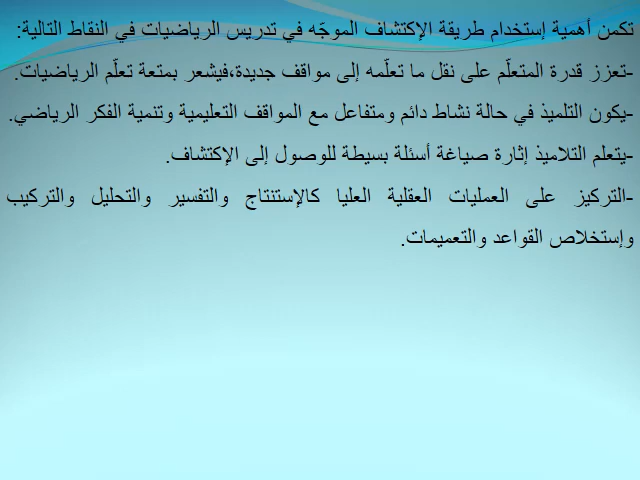 تكمن أهمية إستخدام طريقة الإكتشاف الموجّه في تدريس الرياضيات في النقاط التالية:
-تعزز قدرة المتعلّم على نقل ما تعلّمه إلى مواقف جديدة،فيشعر بمتعة تعلّم الرياضيات.
-يكون التلميذ في حالة نشاط دائم ومتفاعل مع المواقف التعليمية وتنمية الفكر الرياضي.
-يتعلم التلاميذ إثارة صياغة أسئلة بسيطة للوصول إلى الإكتشاف.
-التركيز على العمليات العقلية العليا كالإستنتاج والتفسير والتحليل والتركيب
وإستخلاص القواعد والتعميمات.